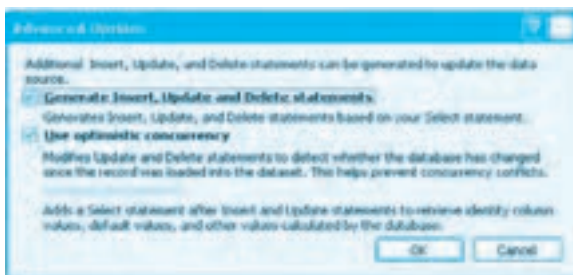 Advanced Options
Additional Insert, Update, and Delete statements can be generated to update the data
source.
Generate Insert, Update and Delete statements
Generates Insert, Update, and Delete statements based on your Select statement.
Use optimistic concurrency
Modifies Update and Delete statements to detect whether the database has changed
since the record was loaded into the dataset. This helps prevent concurrency conflicts.
Adds a Select statement after Insert and Update statements to retrieve identity column
values, default values, and other values calculated by the database.
OK
Cancel